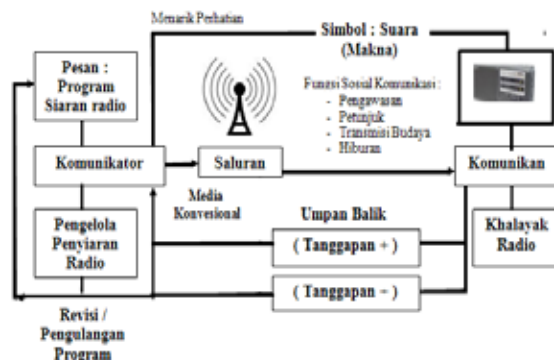 Menarik Perhatian
Simbol : Suara
(Makna)
Pesan :
Program
Siaran radio
Fungsi Sosial Komunikasi :
- Pengawasan
- Petunjuk
- Transmisi Budaya
- Hiburan
Komunikator
Saluran
Komunikan
Media
Konvesional
Umpan Balik
Pengelola
Penyiaran
Radio
( Tanggapan + )
Khalayak
Radio
( Tanggapan − )
Revisi /
Pengulangan
Program